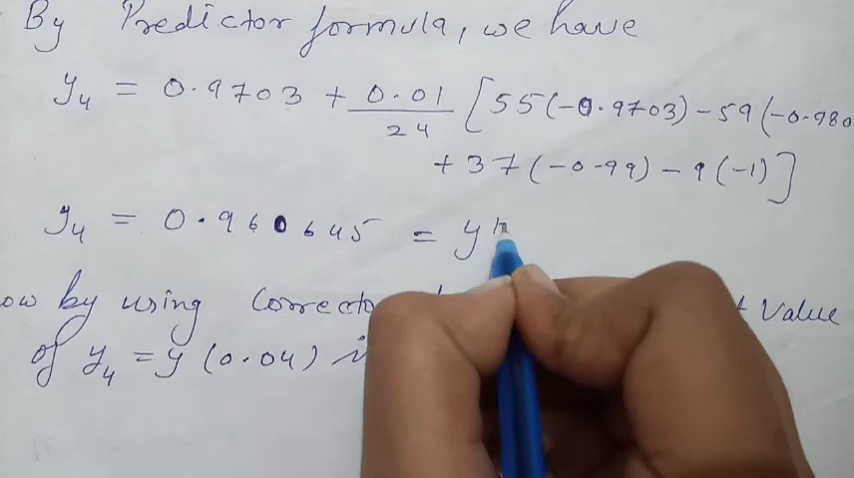 By Predictor formula, we have
y₄ = 0.9703 + 0.01/24 [55(-0.9703) - 59(-0.980
+ 37(-0.99) - 9(-1)]
y₄ = 0.960645 = y
ow by using Correcto Value
of y₄ = y(0.04) i